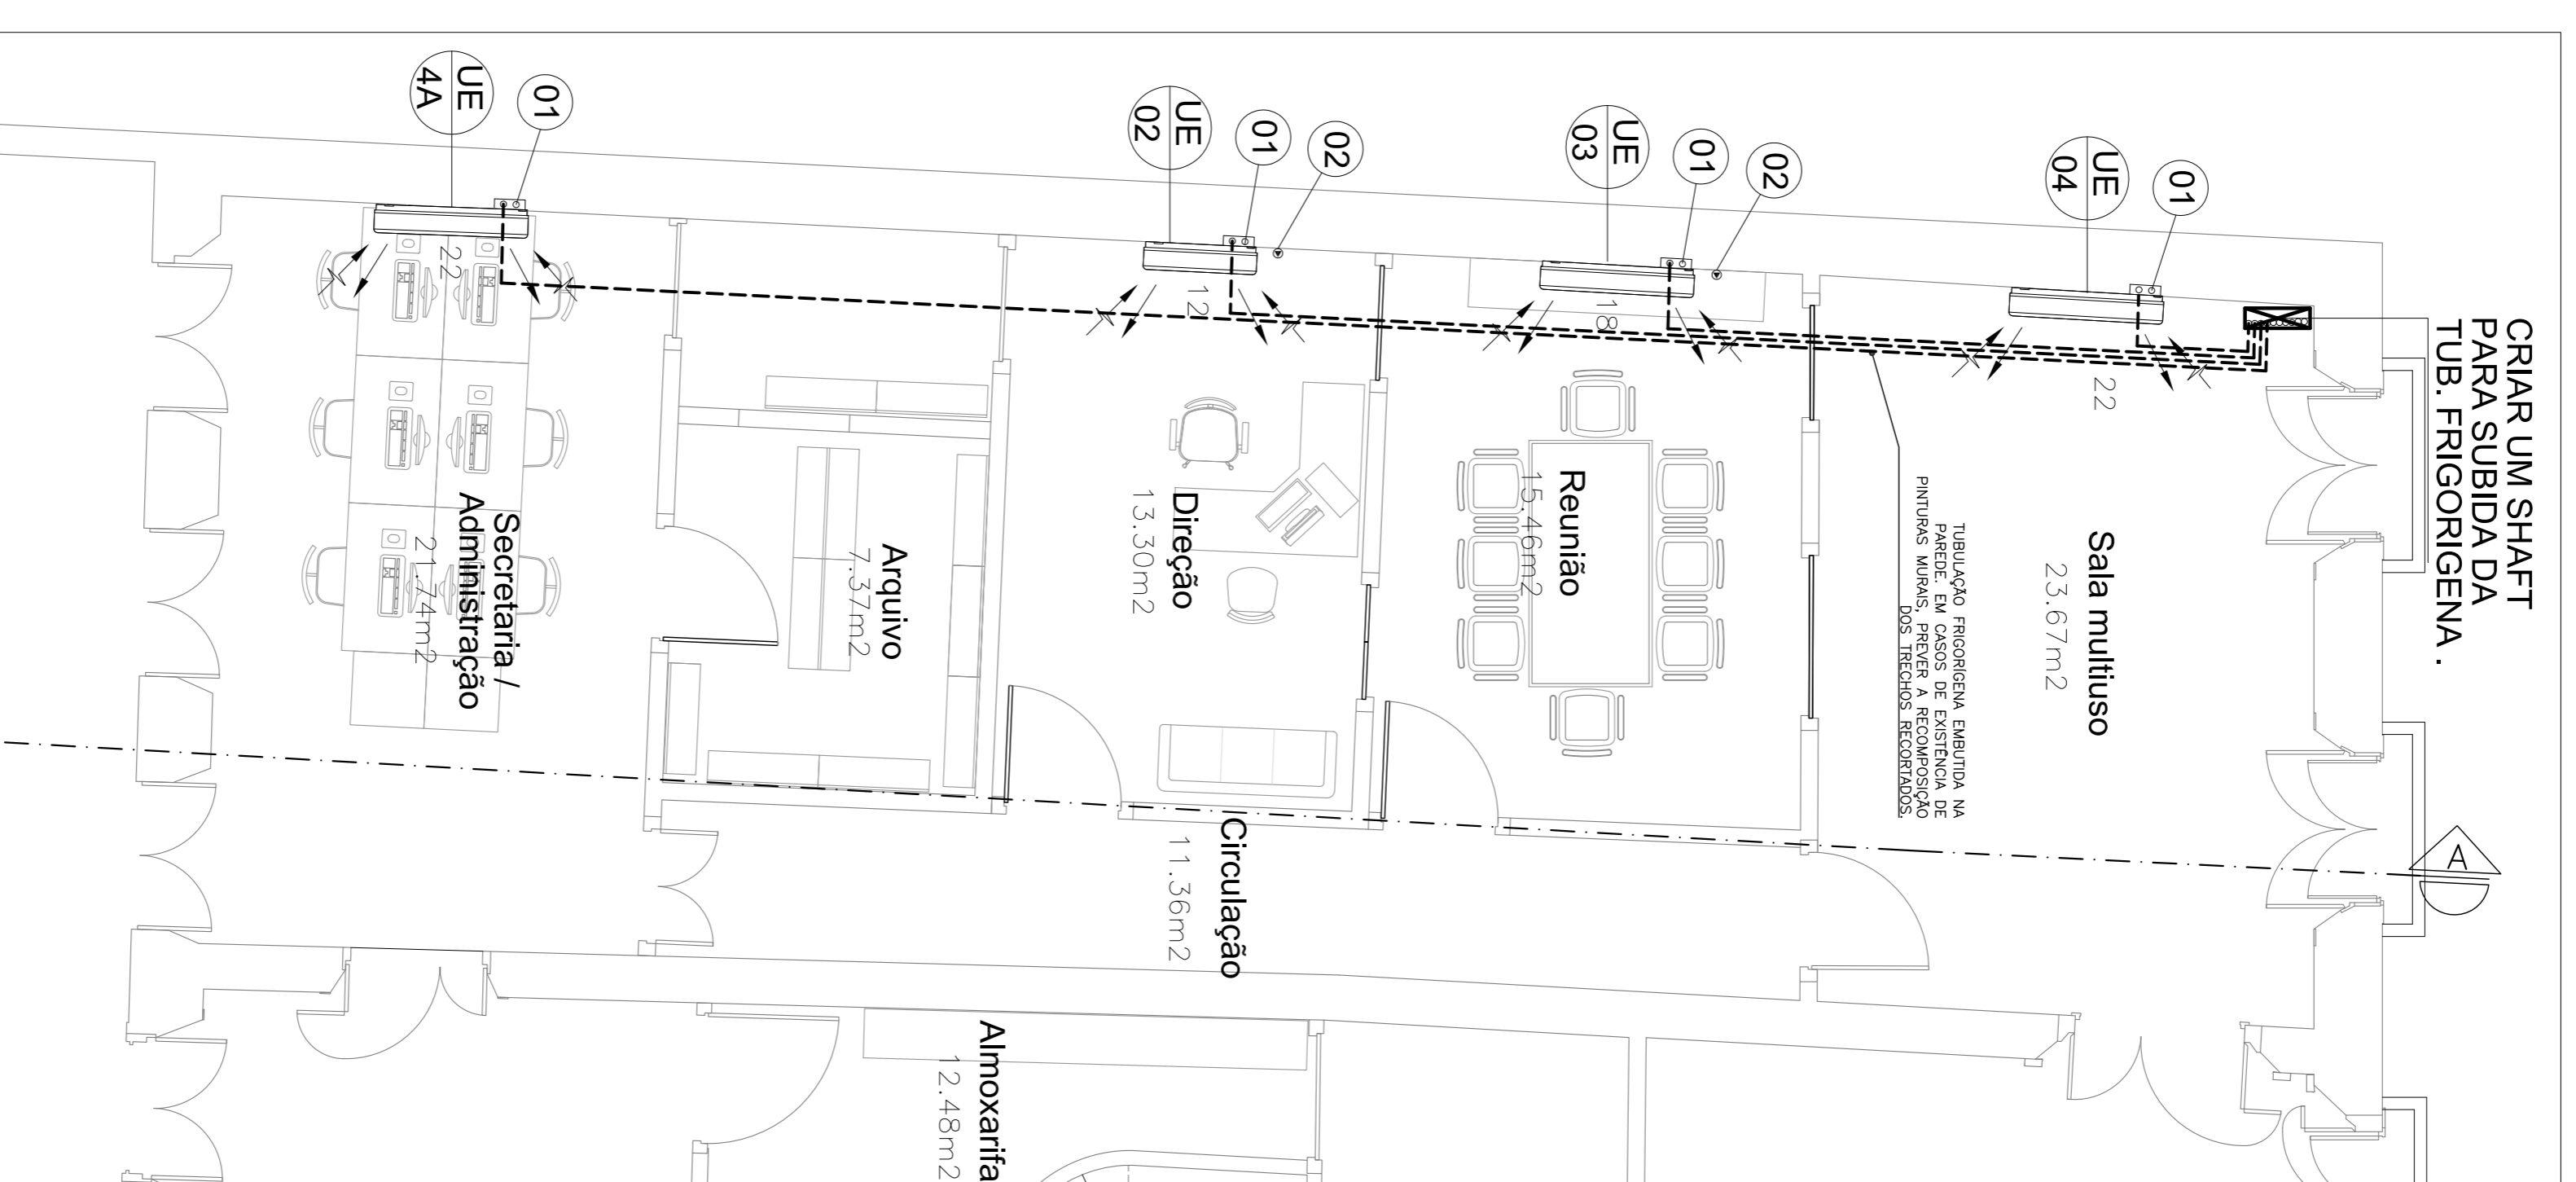 UE
4A
01
UE
02
01
02
UE
03
01
02
UE
04
01
CRIAR UM SHAFT
PARA SUBIDA DA
TUB. FRIGORIGENA .
22
12
18
22
TUBULAÇÃO FRIGORÍGENA EMBUTIDA NA
PAREDE. EM CASOS DE EXISTÊNCIA DE
PINTURAS MURAIS, PREVER A RECOMPOSIÇÃO
DOS TRECHOS RECORTADOS.
Secretaria /
Administração
21.74m2
Arquivo
7.37m2
Direção
13.30m2
Reunião
15.46m2
Sala multiuso
23.67m2
Circulação
11.36m2
A
Almoxarifa
12.48m2